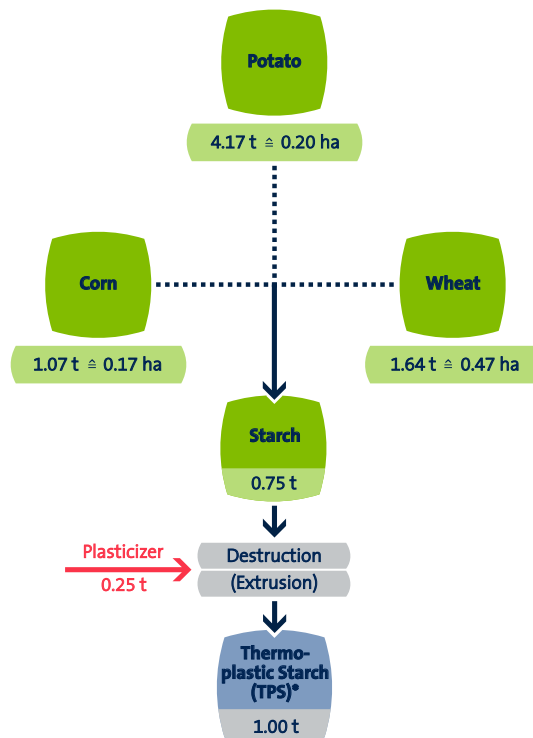 Potato
4.17 t ≙ 0.20 ha
Corn
Wheat
1.07 t ≙ 0.17 ha
1.64 t ≙ 0.47 ha
Starch
0.75 t
Plasticizer
0.25 t
Destruction
(Extrusion)
Thermo-
plastic Starch
(TPS)*
1.00 t